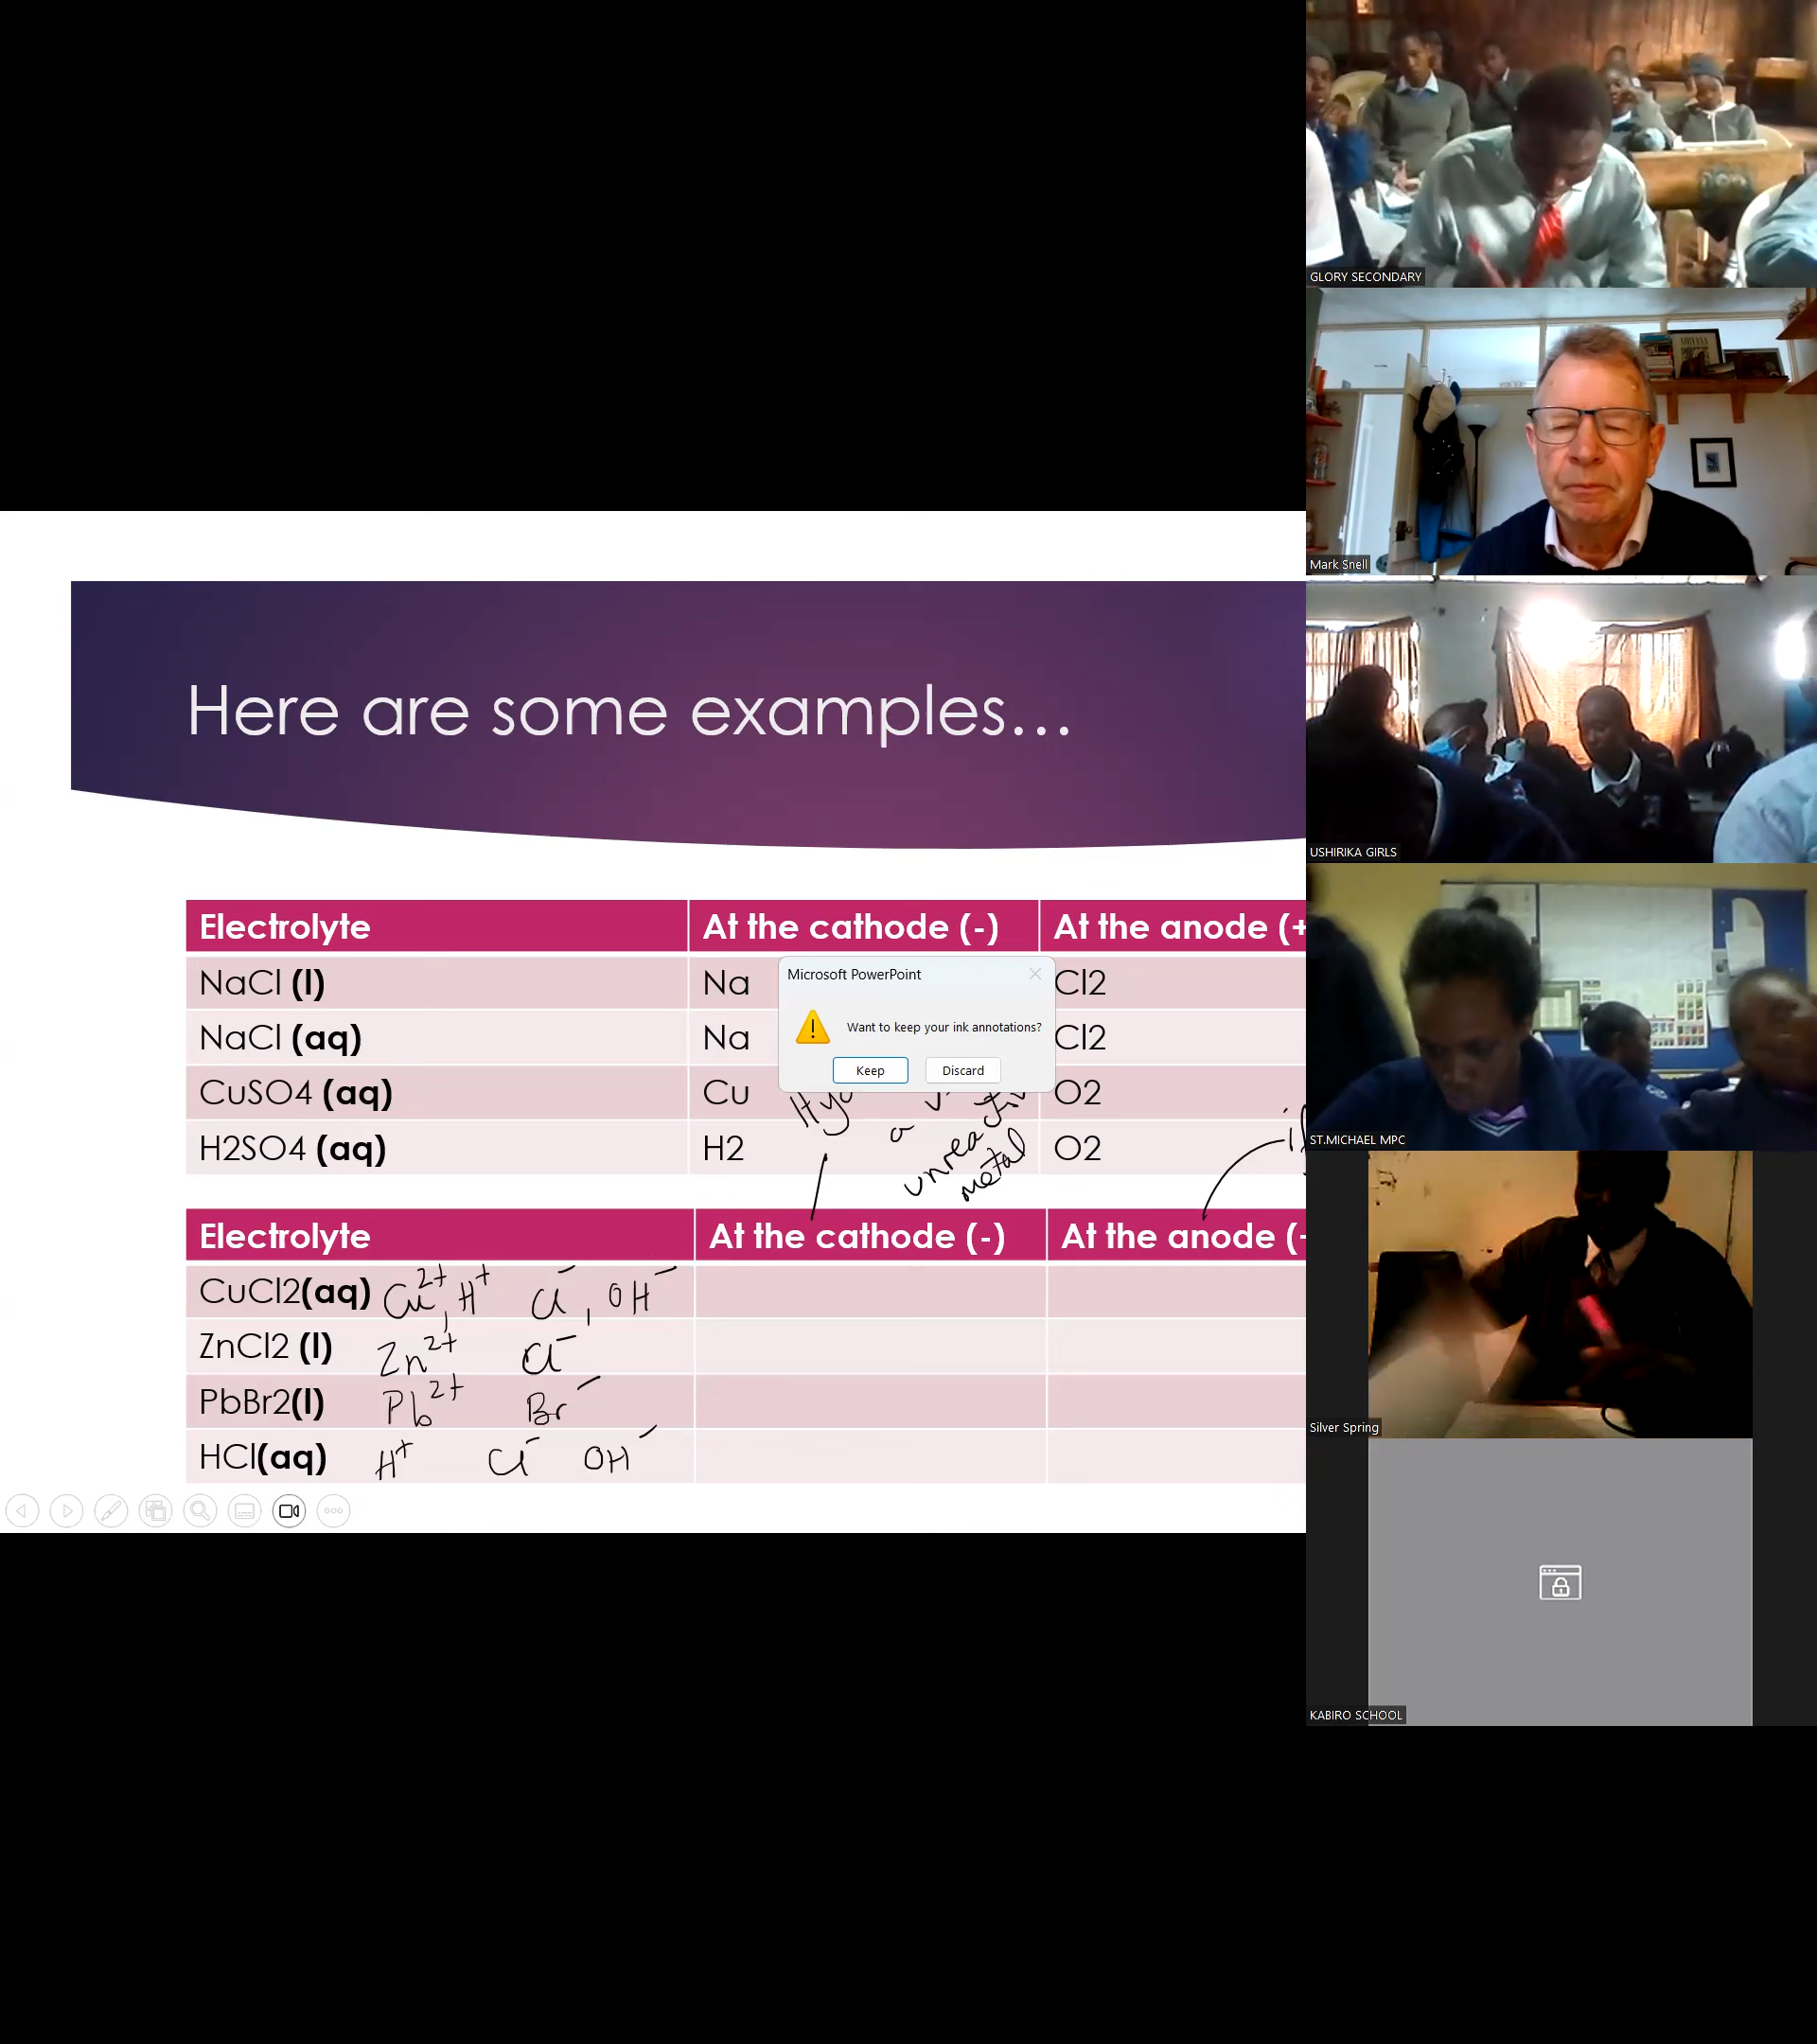 Here are some examples...
Electrolyte At the cathode (-) At the anode (+
NaCl (l) Na Cl2
NaCl (aq) Na Cl2
CuSO4 (aq) Cu O2
H2SO4 (aq) H2 O2
Microsoft PowerPoint
Want to keep your ink annotations?
Keep Discard
a
unreactive
metal
Electrolyte At the cathode (-) At the anode (
CuCl2(aq) Cu2+, H+ Cl-, OH-
ZnCl2 (l) Zn2+ Cl-
PbBr2(l) Pb2+ Br-
HCl(aq) H+ Cl- OH-
GLORY SECONDARY
NIRVANA
Mark Snell
USHIRIKA GIRLS
ST.MICHAEL MPC
Silver Spring
KABIRO SCHOOL